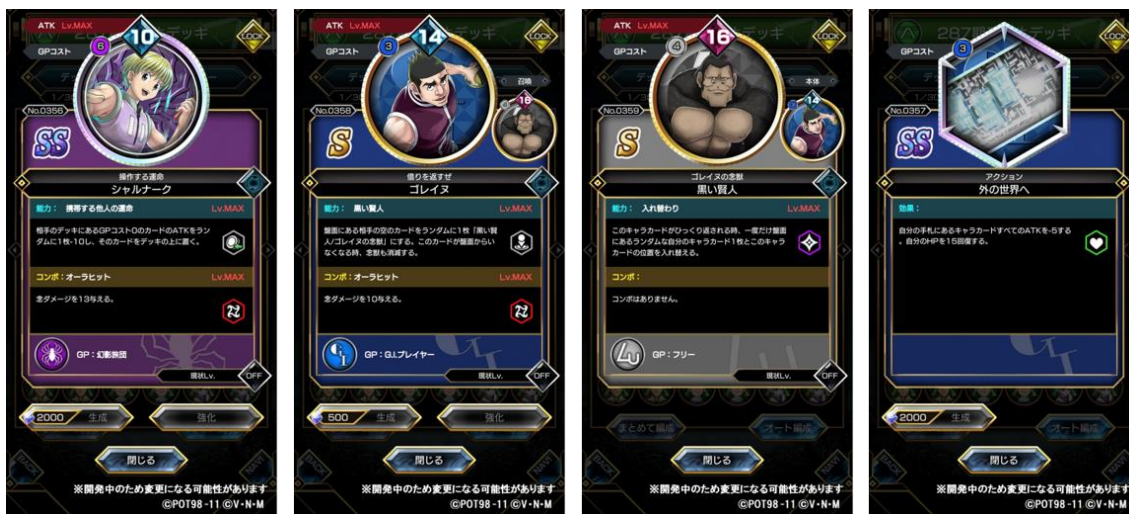 ATK Lv.MAX
10
GPコスト
6
LOCK
No.0356
SS
操作する運命
シャルナーク
能力： 携帯する他人の運命
Lv.MAX
相手のデッキにあるGPコスト0のカードのATKをラン
ダムに1枚-10し、そのカードをデッキの上に置く。
コンボ：オーラヒット
Lv.MAX
念ダメージを13与える。
GP：幻影旅団
現状Lv.
OFF
2000
生成
強化
閉じる
※開発中のため変更になる可能性があります
©POT98-11 ©V・N・M
ATK Lv.MAX
14
GPコスト
3
LOCK
召喚
16
No.0358
S
借りを返すぜ
ゴレイヌ
能力： 黒い賢人
Lv.MAX
盤面にある相手の空のカードをランダムに1枚「黒い賢
人/ゴレイヌの念獣」にする。このカードが盤面からい
なくなる時、念獣も消滅する。
コンボ：オーラヒット
Lv.MAX
念ダメージを10与える。
GI
GP：G.I.プレイヤー
現状Lv.
OFF
500
生成
強化
閉じる
※開発中のため変更になる可能性があります
©POT98-11 ©V・N・M
ATK Lv.MAX
16
GPコスト
4
LOCK
本体
14
No.0359
S
ゴレイヌの念獣
黒い賢人
能力： 入れ替わり
Lv.MAX
このキャラカードがひっくり返される時、一度だけ盤面
にあるランダムな自分のキャラカード1枚とこのキャラ
カードの位置を入れ替える。
コンボ：
コンボはありません。
GP：フリー
現状Lv.
OFF
まとめて編成
オート編成
閉じる
※開発中のため変更になる可能性があります
©POT98-11 ©V・N・M
GPコスト
3
LOCK
No.0357
SS
アクション
外の世界へ
効果：
自分の手札にあるキャラカードすべてのATKを-5する
。自分のHPを15回復する。
2000
生成
オート編成
閉じる
※開発中のため変更になる可能性があります
©POT98-11 ©V・N・M